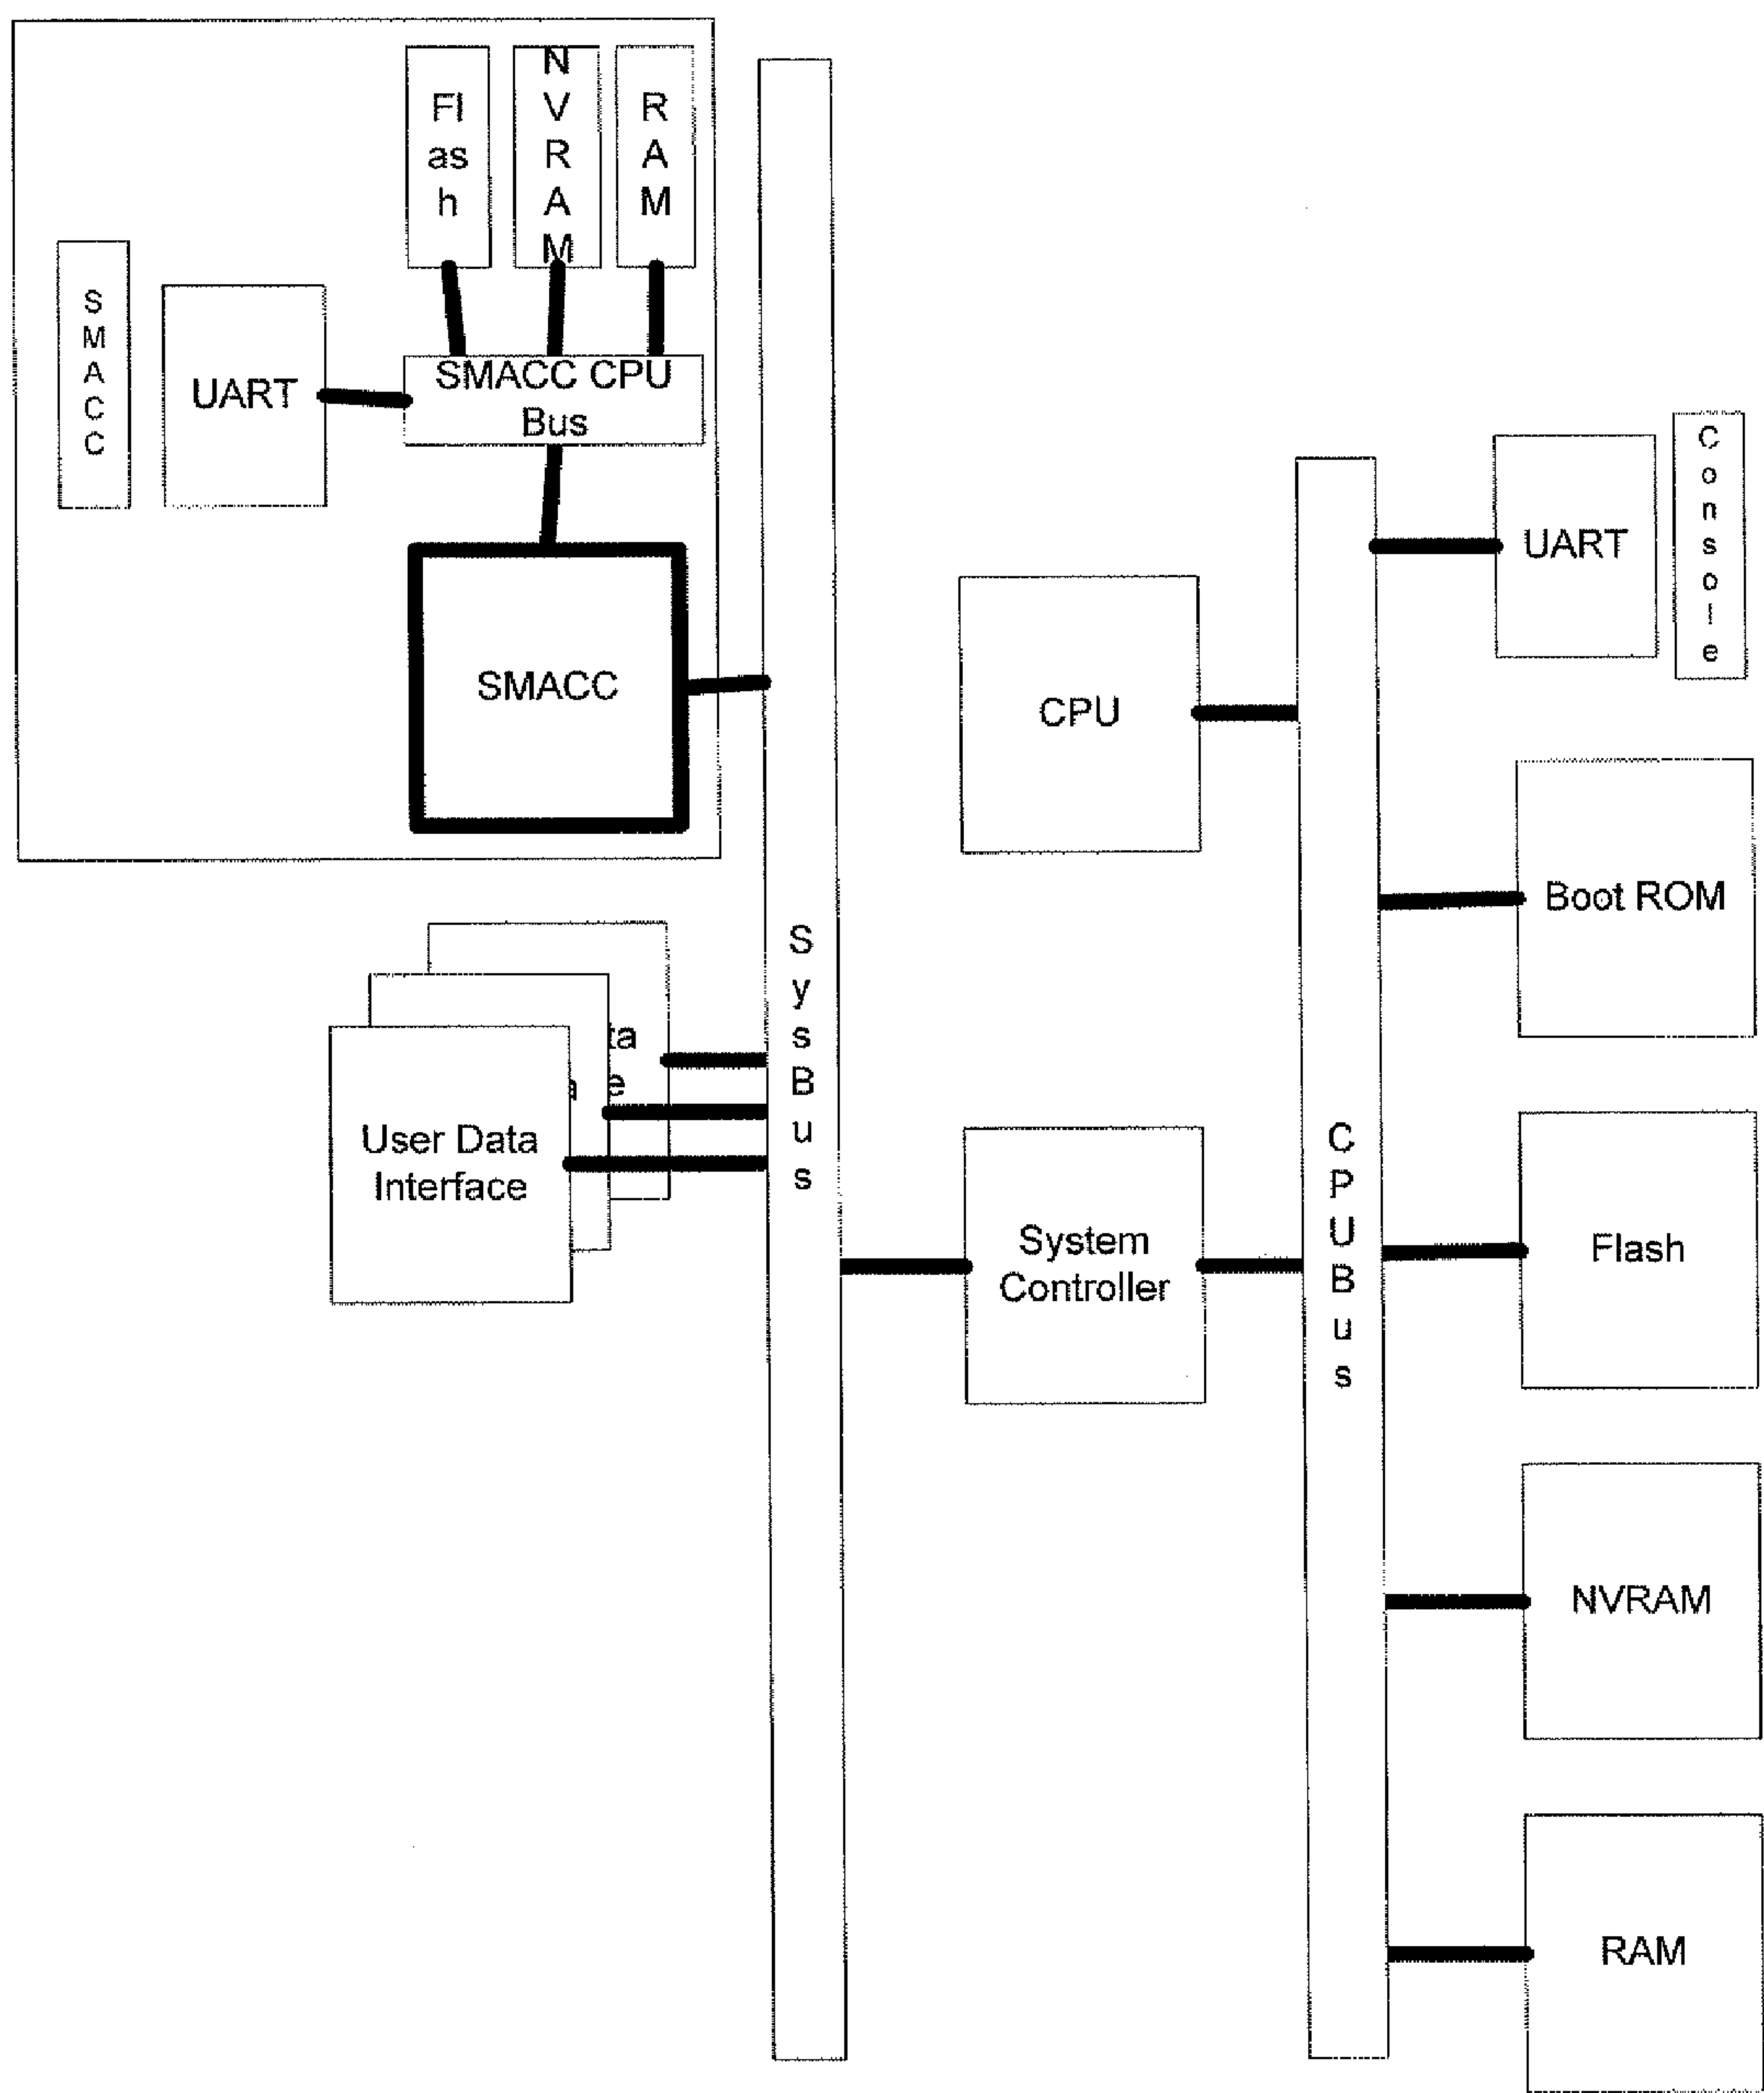 Fl
as
h
N
V
R
A
M
R
A
M
S
M
A
C
C
UART
SMACC CPU
Bus
SMACC
C
o
n
s
o
l
e
UART
CPU
Boot ROM
S
y
s
B
u
s
ta
e
User Data
Interface
System
Controller
C
P
U
B
u
s
Flash
NVRAM
RAM